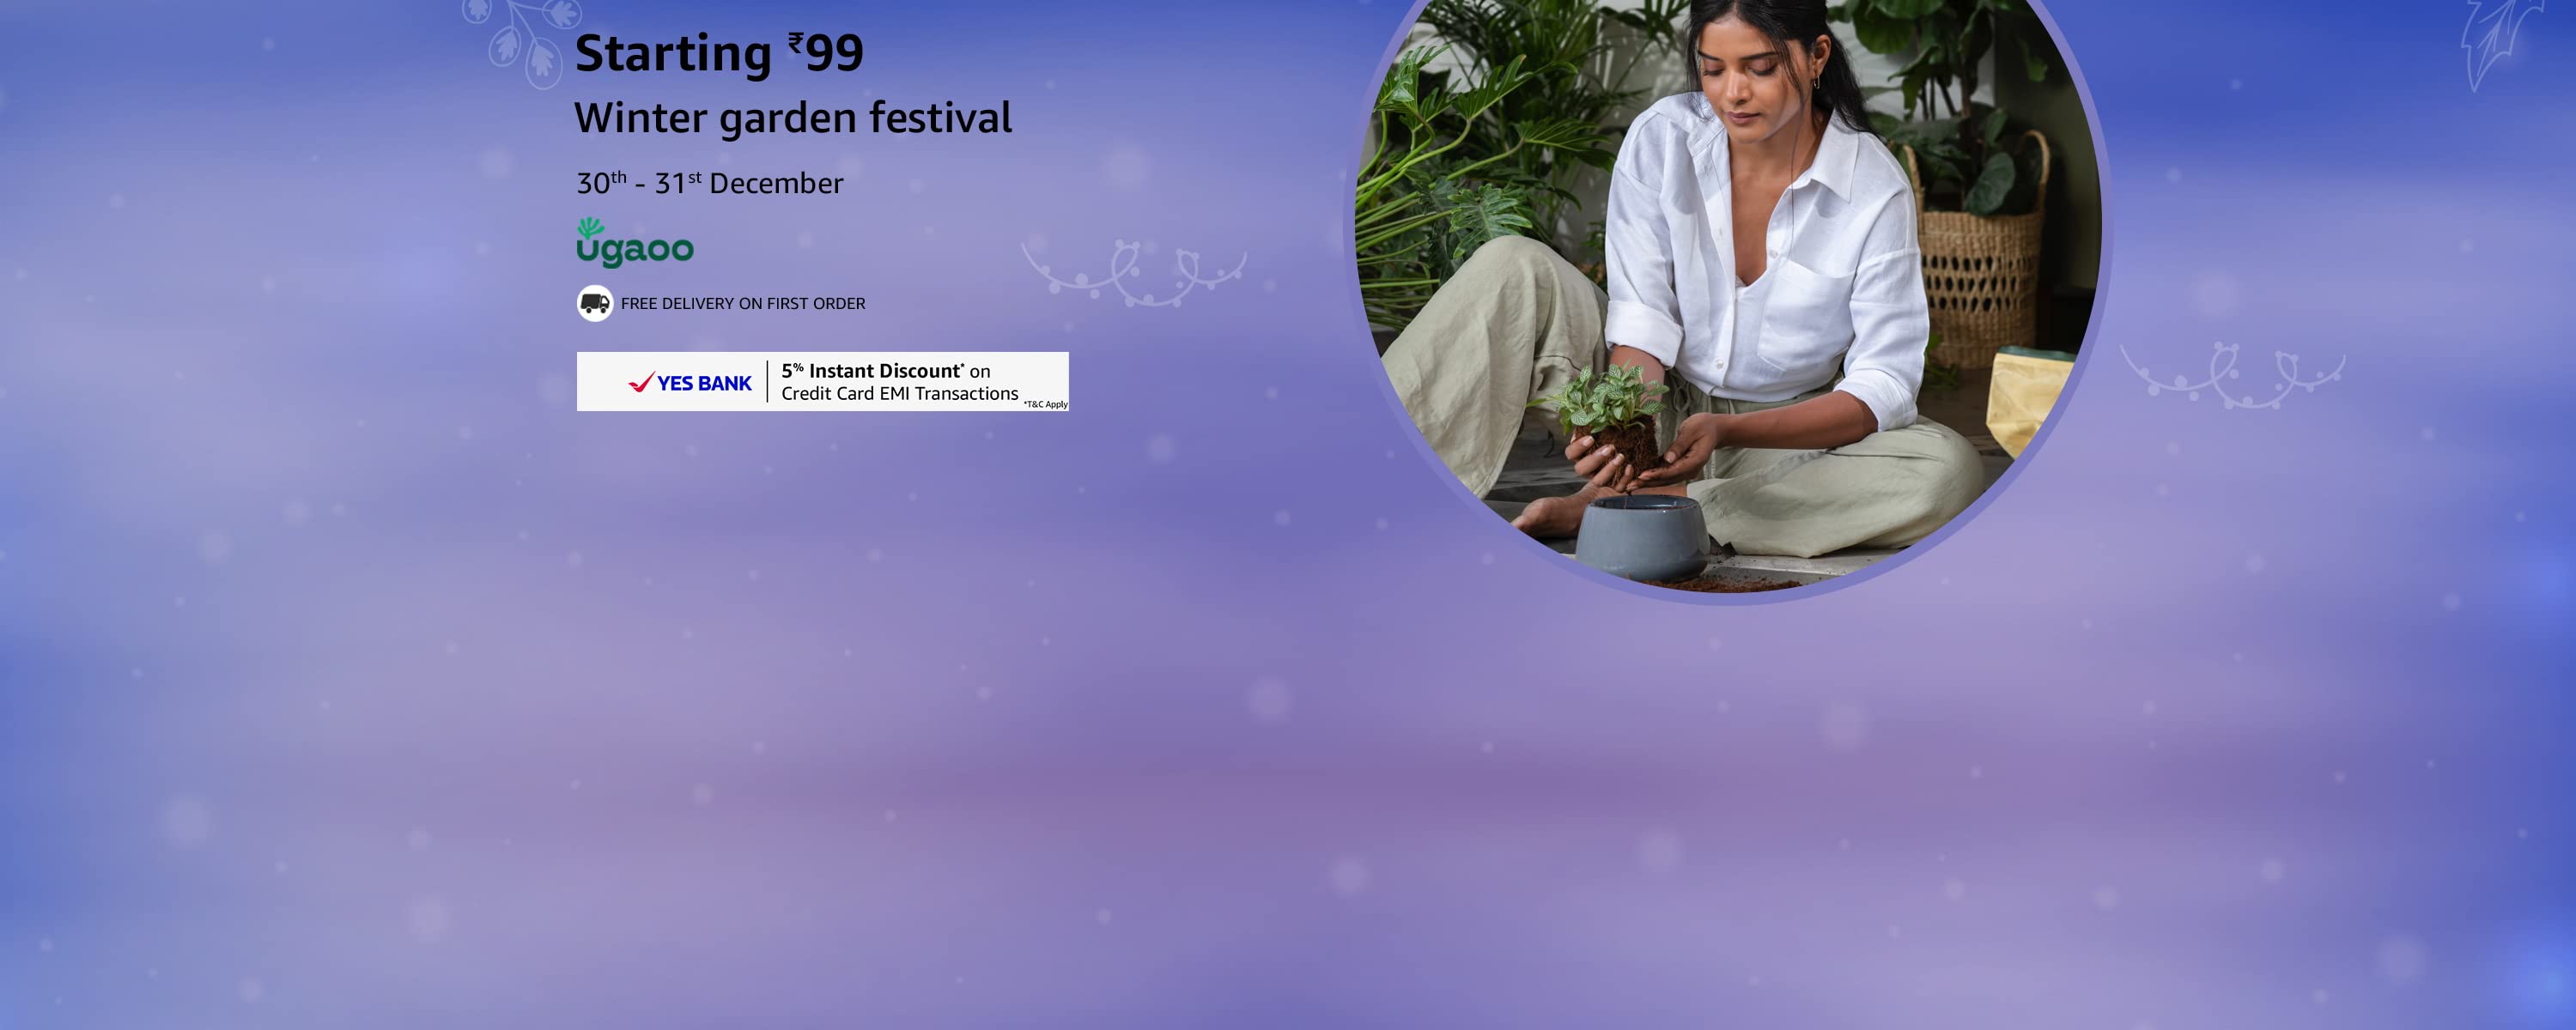 Starting ₹99
Winter garden festival
30th - 31st December
ugaoo
FREE DELIVERY ON FIRST ORDER
YES BANK
5% Instant Discount* on
Credit Card EMI Transactions
*T&C Apply